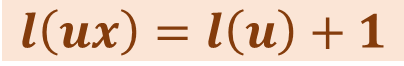 l(ux) = l(u) + 1